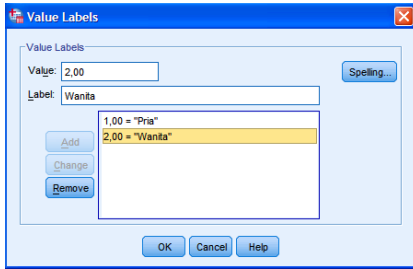 Value Labels
Value Labels
Value: 2,00
Spelling...
Label: Wanita
1,00 = "Pria"
Add
2,00 = "Wanita"
Change
Remove
OK Cancel Help